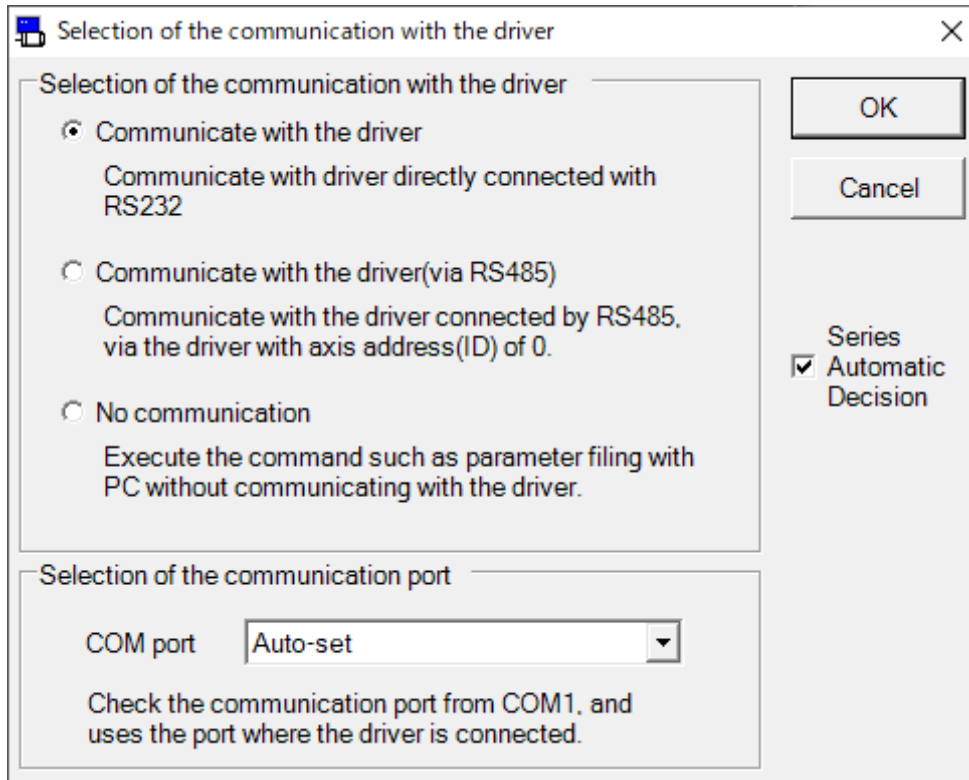 Selection of the communication with the driver
Selection of the communication with the driver
Communicate with the driver
Communicate with driver directly connected with
RS232
Communicate with the driver(via RS485)
Communicate with the driver connected by RS485,
via the driver with axis address(ID) of 0.
No communication
Execute the command such as parameter filing with
PC without communicating with the driver.
OK
Cancel
Series
Automatic
Decision
Selection of the communication port
COM port
Auto-set
Check the communication port from COM1, and
uses the port where the driver is connected.